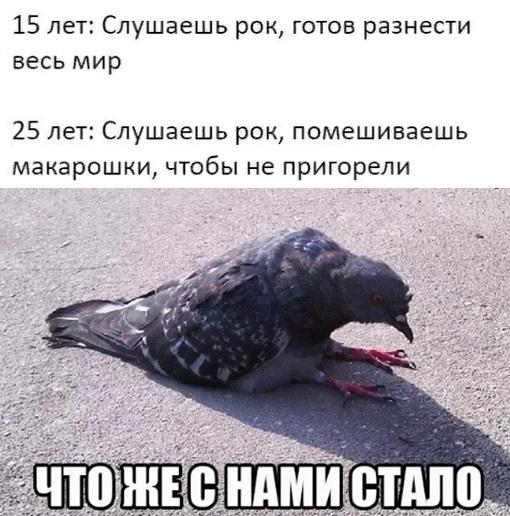 15 лет: Слушаешь рок, готов разнести
весь мир
25 лет: Слушаешь рок, помешиваешь
макарошки, чтобы не пригорели
ЧТО ЖЕ С НАМИ СТАЛО